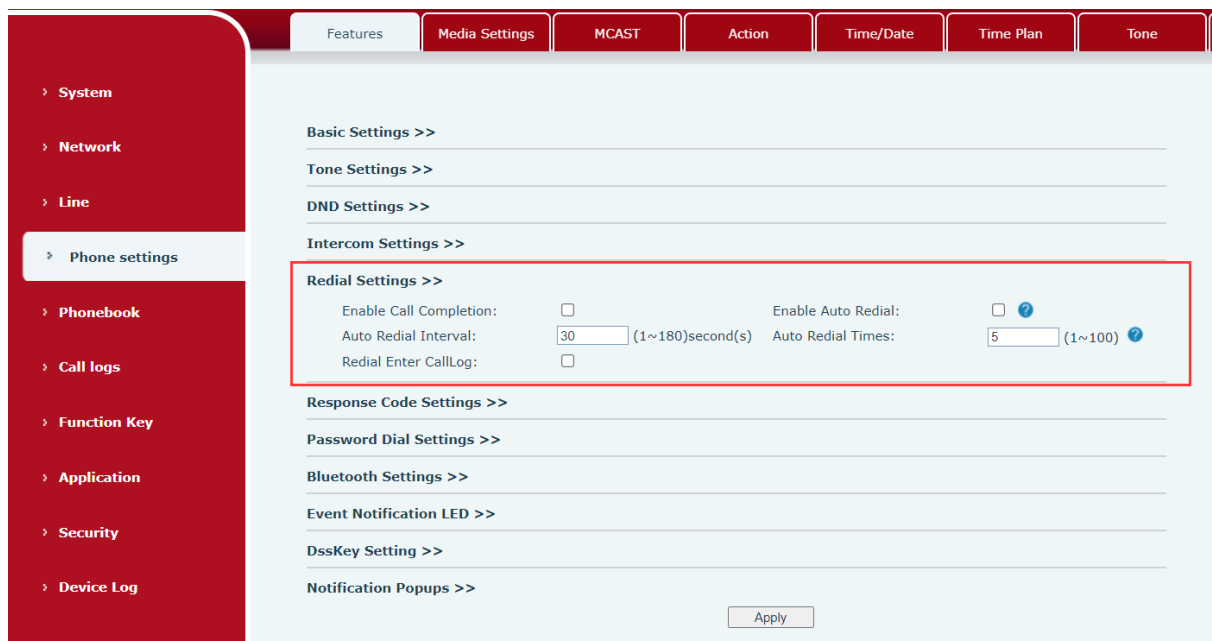 Features Media Settings MCAST Action Time/Date Time Plan Tone
System
Network
Line
Phone settings
Phonebook
Call logs
Function Key
Application
Security
Device Log
Basic Settings >>
Tone Settings >>
DND Settings >>
Intercom Settings >>
Redial Settings >>
Enable Call Completion: Enable Auto Redial: ?
Auto Redial Interval: 30 (1~180)second(s) Auto Redial Times: 5 (1~100) ?
Redial Enter CallLog:
Response Code Settings >>
Password Dial Settings >>
Bluetooth Settings >>
Event Notification LED >>
DssKey Setting >>
Notification Popups >>
Apply